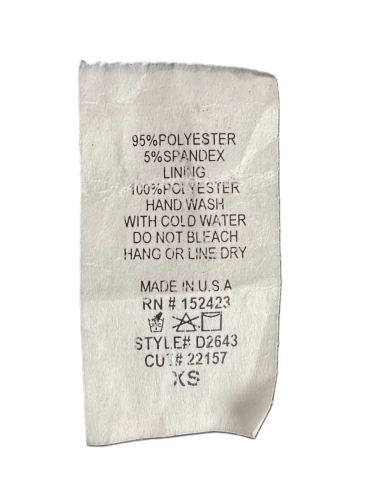 95%POLYESTER
5%SPANDEX
LINING
100%POLYESTER
HAND WASH
WITH COLD WATER
DO NOT BLEACH
HANG OR LINE DRY
MADE IN U.S.A
RN # 152423
STYLE# D2643
CUT# 22157
XS